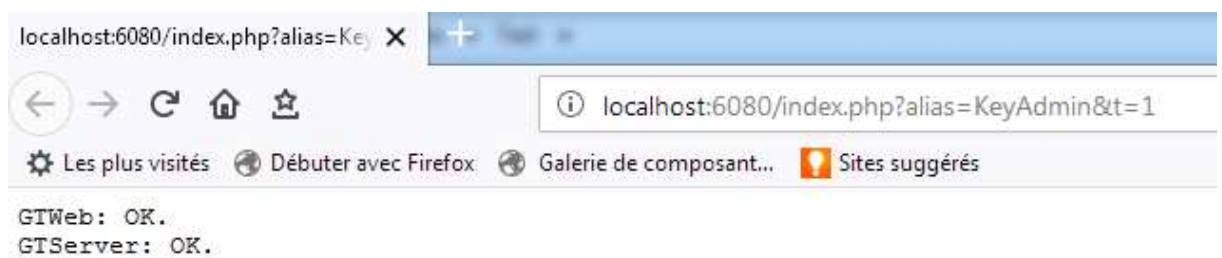 localhost:6080/index.php?alias=Ke
localhost:6080/index.php?alias=KeyAdmin&t=1
Les plus visités Débuter avec Firefox Galerie de composant... Sites suggérés
GTWeb: OK.
GTServer: OK.